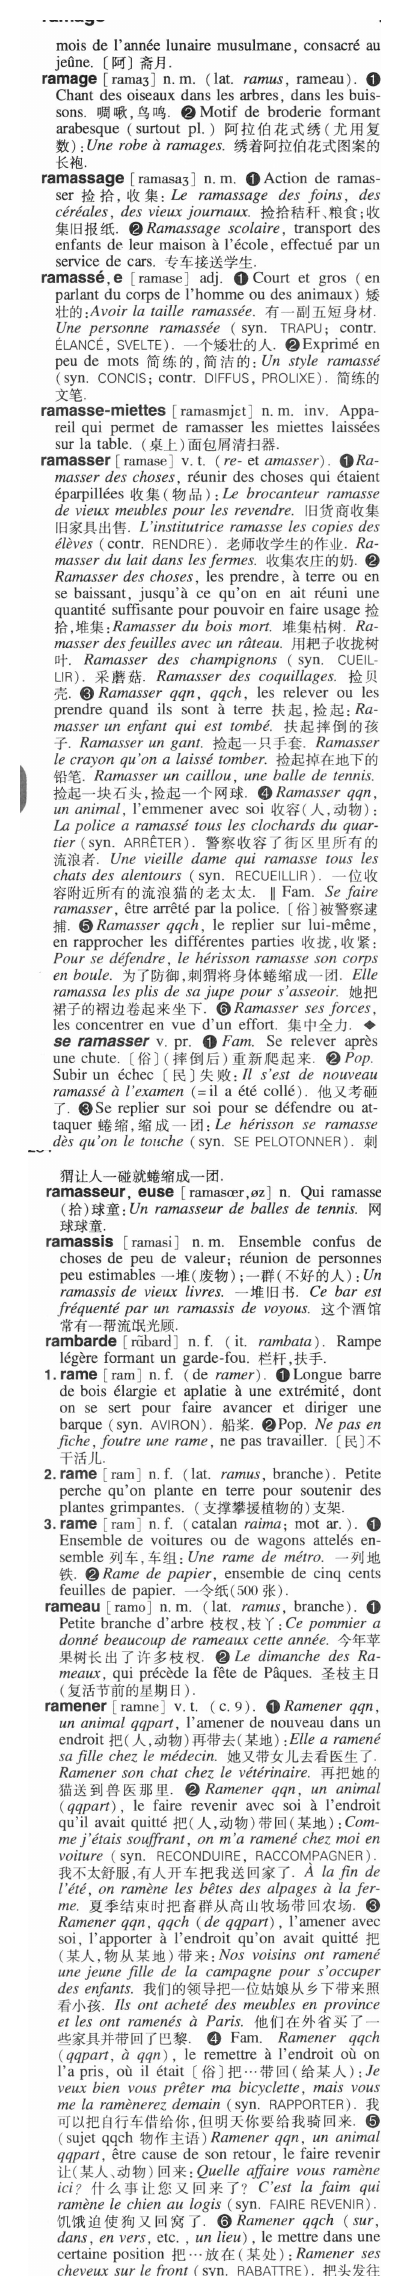 mois de l'année lunaire musulmane, consacré au
jeûne. 〔阿〕斋月.
ramage [ramaʒ] n. m. (lat. ramus, rameau). ❶
Chant des oiseaux dans les arbres, dans les buis-
sons. 啁啾,鸟鸣. ❷ Motif de broderie formant
arabesque (surtout pl.) 阿拉伯花式绣(尤用复
数):Une robe à ramages. 绣着阿拉伯花式图案的
长袍.
ramassage [ramasaʒ] n. m. ❶ Action de ramas-
ser 捡拾,收集: Le ramassage des foins, des
céréales, des vieux journaux. 捡拾秸秆、粮食;收
集旧报纸. ❷ Ramassage scolaire, transport des
enfants de leur maison à l'école, effectué par un
service de cars. 专车接送学生.
ramassé, e [ramase] adj. ❶ Court et gros (en
parlant du corps de l'homme ou des animaux) 矮
壮的:Avoir la taille ramassée. 有一副五短身材.
Une personne ramassée (syn. TRAPU; contr.
ÉLANCÉ, SVELTE). 一个矮壮的人. ❷ Exprimé en
peu de mots 简练的,简洁的: Un style ramassé
(syn. CONCIS; contr. DIFFUS, PROLIXE). 简练的
文笔.
ramasse-miettes [ramasmjɛt] n. m. inv. Appa-
reil qui permet de ramasser les miettes laissées
sur la table. (桌上)面包屑清扫器.
ramasser [ramase] v. t. (re- et amasser). ❶ Ra-
masser des choses, réunir des choses qui étaient
éparpillées 收集(物品): Le brocanteur ramasse
de vieux meubles pour les revendre. 旧货商收集
旧家具出售. L'institutrice ramasse les copies des
élèves (contr. RENDRE). 老师收学生的作业. Ra-
masser du lait dans les fermes. 收集农庄的奶. ❷
Ramasser des choses, les prendre, à terre ou en
se baissant, jusqu'à ce qu'on en ait réuni une
quantité suffisante pour pouvoir en faire usage 捡
拾,堆集:Ramasser du bois mort. 堆集枯树. Ra-
masser des feuilles avec un râteau. 用耙子收拢树
叶. Ramasser des champignons (syn. CUEIL-
LIR). 采蘑菇. Ramasser des coquillages. 捡贝
壳. ❸ Ramasser qqn, qqch, les relever ou les
prendre quand ils sont à terre 扶起,捡起: Ra-
masser un enfant qui est tombé. 扶起摔倒的孩
子. Ramasser un gant. 捡起一只手套. Ramasser
le crayon qu'on a laissé tomber. 捡起掉在地下的
铅笔. Ramasser un caillou, une balle de tennis.
捡起一块石头,捡起一个网球. ❹ Ramasser qqn,
un animal, l'emmener avec soi 收容(人,动物):
La police a ramassé tous les clochards du quar-
tier (syn. ARRÊTER). 警察收容了街区里所有的
流浪者. Une vieille dame qui ramasse tous les
chats des alentours (syn. RECUEILLIR). 一位收
容附近所有的流浪猫的老太太. ‖ Fam. Se faire
ramasser, être arrêté par la police. 〔俗〕被警察逮
捕. ❺ Ramasser qqch, le replier sur lui-même,
en rapprocher les différentes parties 收拢,收紧:
Pour se défendre, le hérisson ramasse son corps
en boule. 为了防御,刺猬将身体蜷缩成一团. Elle
ramassa les plis de sa jupe pour s'asseoir. 她把
裙子的褶边卷起来坐下. ❻ Ramasser ses forces,
les concentrer en vue d'un effort. 集中全力. ◆
se ramasser v. pr. ❶ Fam. Se relever après
une chute. 〔俗〕(摔倒后)重新爬起来. ❷ Pop.
Subir un échec 〔民〕失败: Il s'est de nouveau
ramassé à l'examen (= il a été collé). 他又考砸
了. ❸ Se replier sur soi pour se défendre ou at-
taquer 蜷缩,缩成一团: Le hérisson se ramasse
dès qu'on le touche (syn. SE PELOTONNER). 刺
猬让人一碰就蜷缩成一团.
ramasseur, euse [ramasœr,øz] n. Qui ramasse
(拾)球童:Un ramasseur de balles de tennis. 网
球球童.
ramassis [ramasi] n. m. Ensemble confus de
choses de peu de valeur; réunion de personnes
peu estimables 一堆(废物);一群(不好的人):Un
ramassis de vieux livres. 一堆旧书. Ce bar est
fréquenté par un ramassis de voyous. 这个酒馆
常有一帮流氓光顾.
rambarde [rɑ̃bard] n. f. (it. rambata). Rampe
légère formant un garde-fou. 栏杆,扶手.
1. rame [ram] n. f. (de ramer). ❶ Longue barre
de bois élargie et aplatie à une extrémité, dont
on se sert pour faire avancer et diriger une
barque (syn. AVIRON). 船桨. ❷ Pop. Ne pas en
fiche, foutre une rame, ne pas travailler. 〔民〕不
干活儿.
2. rame [ram] n. f. (lat. ramus, branche). Petite
perche qu'on plante en terre pour soutenir des
plantes grimpantes. (支撑攀援植物的)支架.
3. rame [ram] n. f. (catalan raima; mot ar.). ❶
Ensemble de voitures ou de wagons attelés en-
semble 列车,车组: Une rame de métro. 一列地
铁. ❷ Rame de papier, ensemble de cinq cents
feuilles de papier. 一令纸(500 张).
rameau [ramo] n. m. (lat. ramus, branche). ❶
Petite branche d'arbre 枝杈,枝丫: Ce pommier a
donné beaucoup de rameaux cette année. 今年苹
果树长出了许多枝杈. ❷ Le dimanche des Ra-
meaux, qui précède la fête de Pâques. 圣枝主日
(复活节前的星期日).
ramener [ramne] v. t. (c. 9). ❶ Ramener qqn,
un animal qqpart, l'amener de nouveau dans un
endroit 把(人,动物)再带去(某地):Elle a ramené
sa fille chez le médecin. 她又带女儿去看医生了.
Ramener son chat chez le vétérinaire. 再把她的
猫送到兽医那里. ❷ Ramener qqn, un animal
(qqpart), le faire revenir avec soi à l'endroit
qu'il avait quitté 把(人,动物)带回(某地):Com-
me j'étais souffrant, on m'a ramené chez moi en
voiture (syn. RECONDUIRE, RACCOMPAGNER).
我不太舒服,有人开车把我送回家了. À la fin de
l'été, on ramène les bêtes des alpages à la fer-
me. 夏季结束时把畜群从高山牧场带回农场. ❸
Ramener qqn, qqch (de qqpart), l'amener avec
soi, l'apporter à l'endroit qu'on avait quitté 把
(某人,物从某地)带来: Nos voisins ont ramené
une jeune fille de la campagne pour s'occuper
des enfants. 我们的领导把一位姑娘从乡下带来照
看小孩. Ils ont acheté des meubles en province
et les ont ramenés à Paris. 他们在外省买了一
些家具并带回了巴黎. ❹ Fam. Ramener qqch
(qqpart, à qqn), le remettre à l'endroit où on
l'a pris, où il était 〔俗〕把…带回(给某人):Je
veux bien vous prêter ma bicyclette, mais vous
me la ramènerez demain (syn. RAPPORTER). 我
可以把自行车借给你,但明天你要给我骑回来. ❺
(sujet qqch 物作主语) Ramener qqn, un animal
qqpart, être cause de son retour, le faire revenir
让(某人、动物)回来: Quelle affaire vous ramène
ici? 什么事让您又回来了? C'est la faim qui
ramène le chien au logis (syn. FAIRE REVENIR).
饥饿迫使狗又回窝了. ❻ Ramener qqch (sur,
dans, en vers, etc., un lieu), le mettre dans une
certaine position 把…放在(某处): Ramener ses
cheveux sur le front (syn. RABATTRE). 把头发往